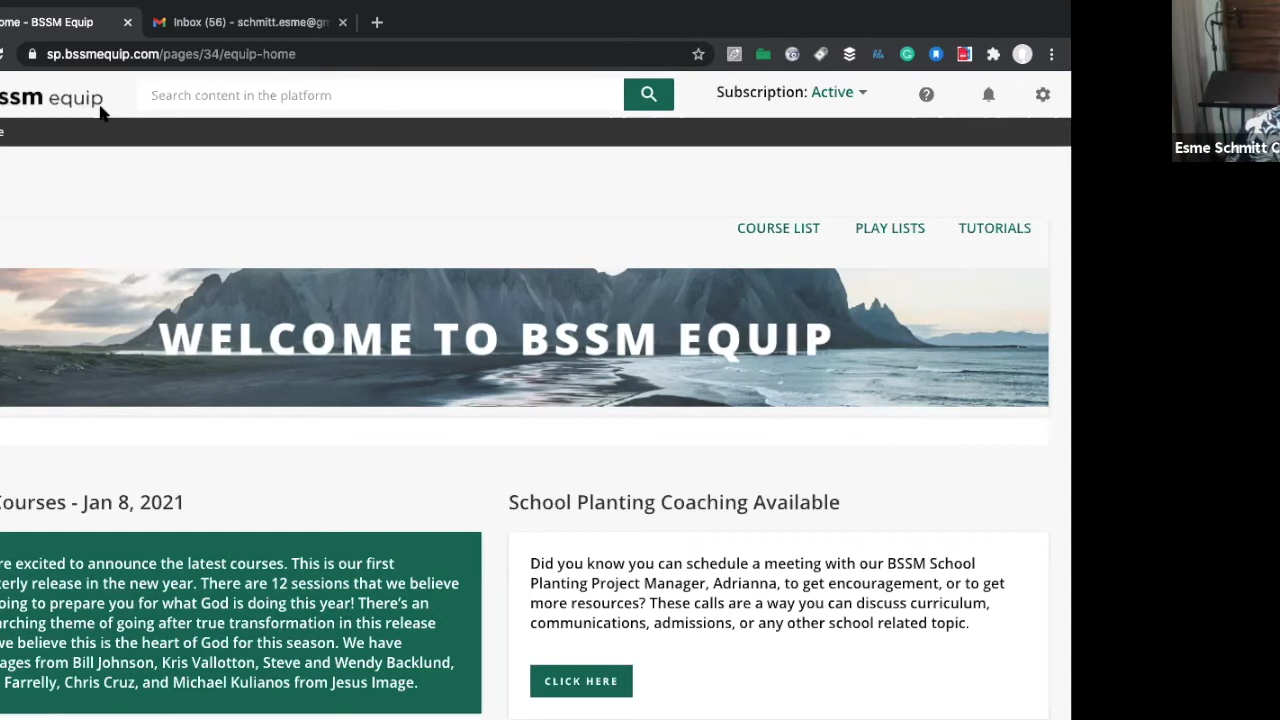 ome - BSSM Equip
Inbox (56) - schmitt.esme@gm
sp.bssmequip.com/pages/34/equip-home
ssm equip
Search content in the platform
Subscription: Active
e
Esme Schmitt C
COURSE LIST
PLAY LISTS
TUTORIALS
WELCOME TO BSSM EQUIP
Courses - Jan 8, 2021
School Planting Coaching Available
re excited to announce the latest courses. This is our first
terly release in the new year. There are 12 sessions that we believe
oing to prepare you for what God is doing this year! There's an
rching theme of going after true transformation in this release
we believe this is the heart of God for this season. We have
ages from Bill Johnson, Kris Vallotton, Steve and Wendy Backlund,
Farrelly, Chris Cruz, and Michael Kulianos from Jesus Image.
Did you know you can schedule a meeting with our BSSM School
Planting Project Manager, Adrianna, to get encouragement, or to get
more resources? These calls are a way you can discuss curriculum,
communications, admissions, or any other school related topic.
CLICK HERE